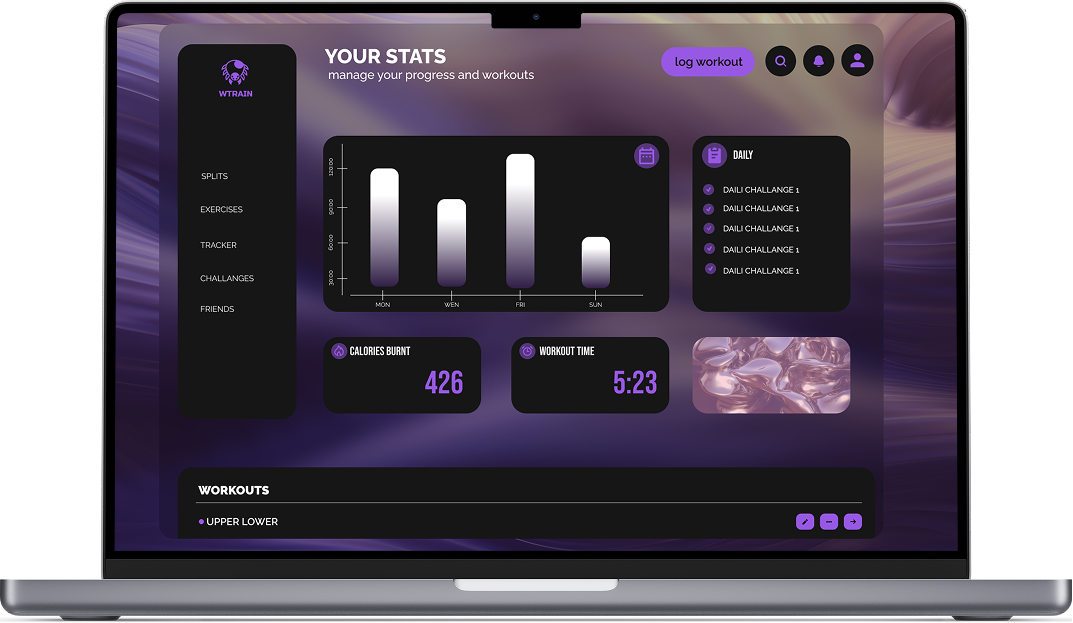 WTRAIN
SPLITS
EXERCISES
TRACKER
CHALLANGES
FRIENDS
YOUR STATS
manage your progress and workouts
log workout
120:00
90:00
60:00
30:00
MON
WEN
FRI
SUN
DAILY
DAILI CHALLANGE 1
DAILI CHALLANGE 1
DAILI CHALLANGE 1
DAILI CHALLANGE 1
DAILI CHALLANGE 1
CALORIES BURNT
426
WORKOUT TIME
5:23
WORKOUTS
UPPER LOWER